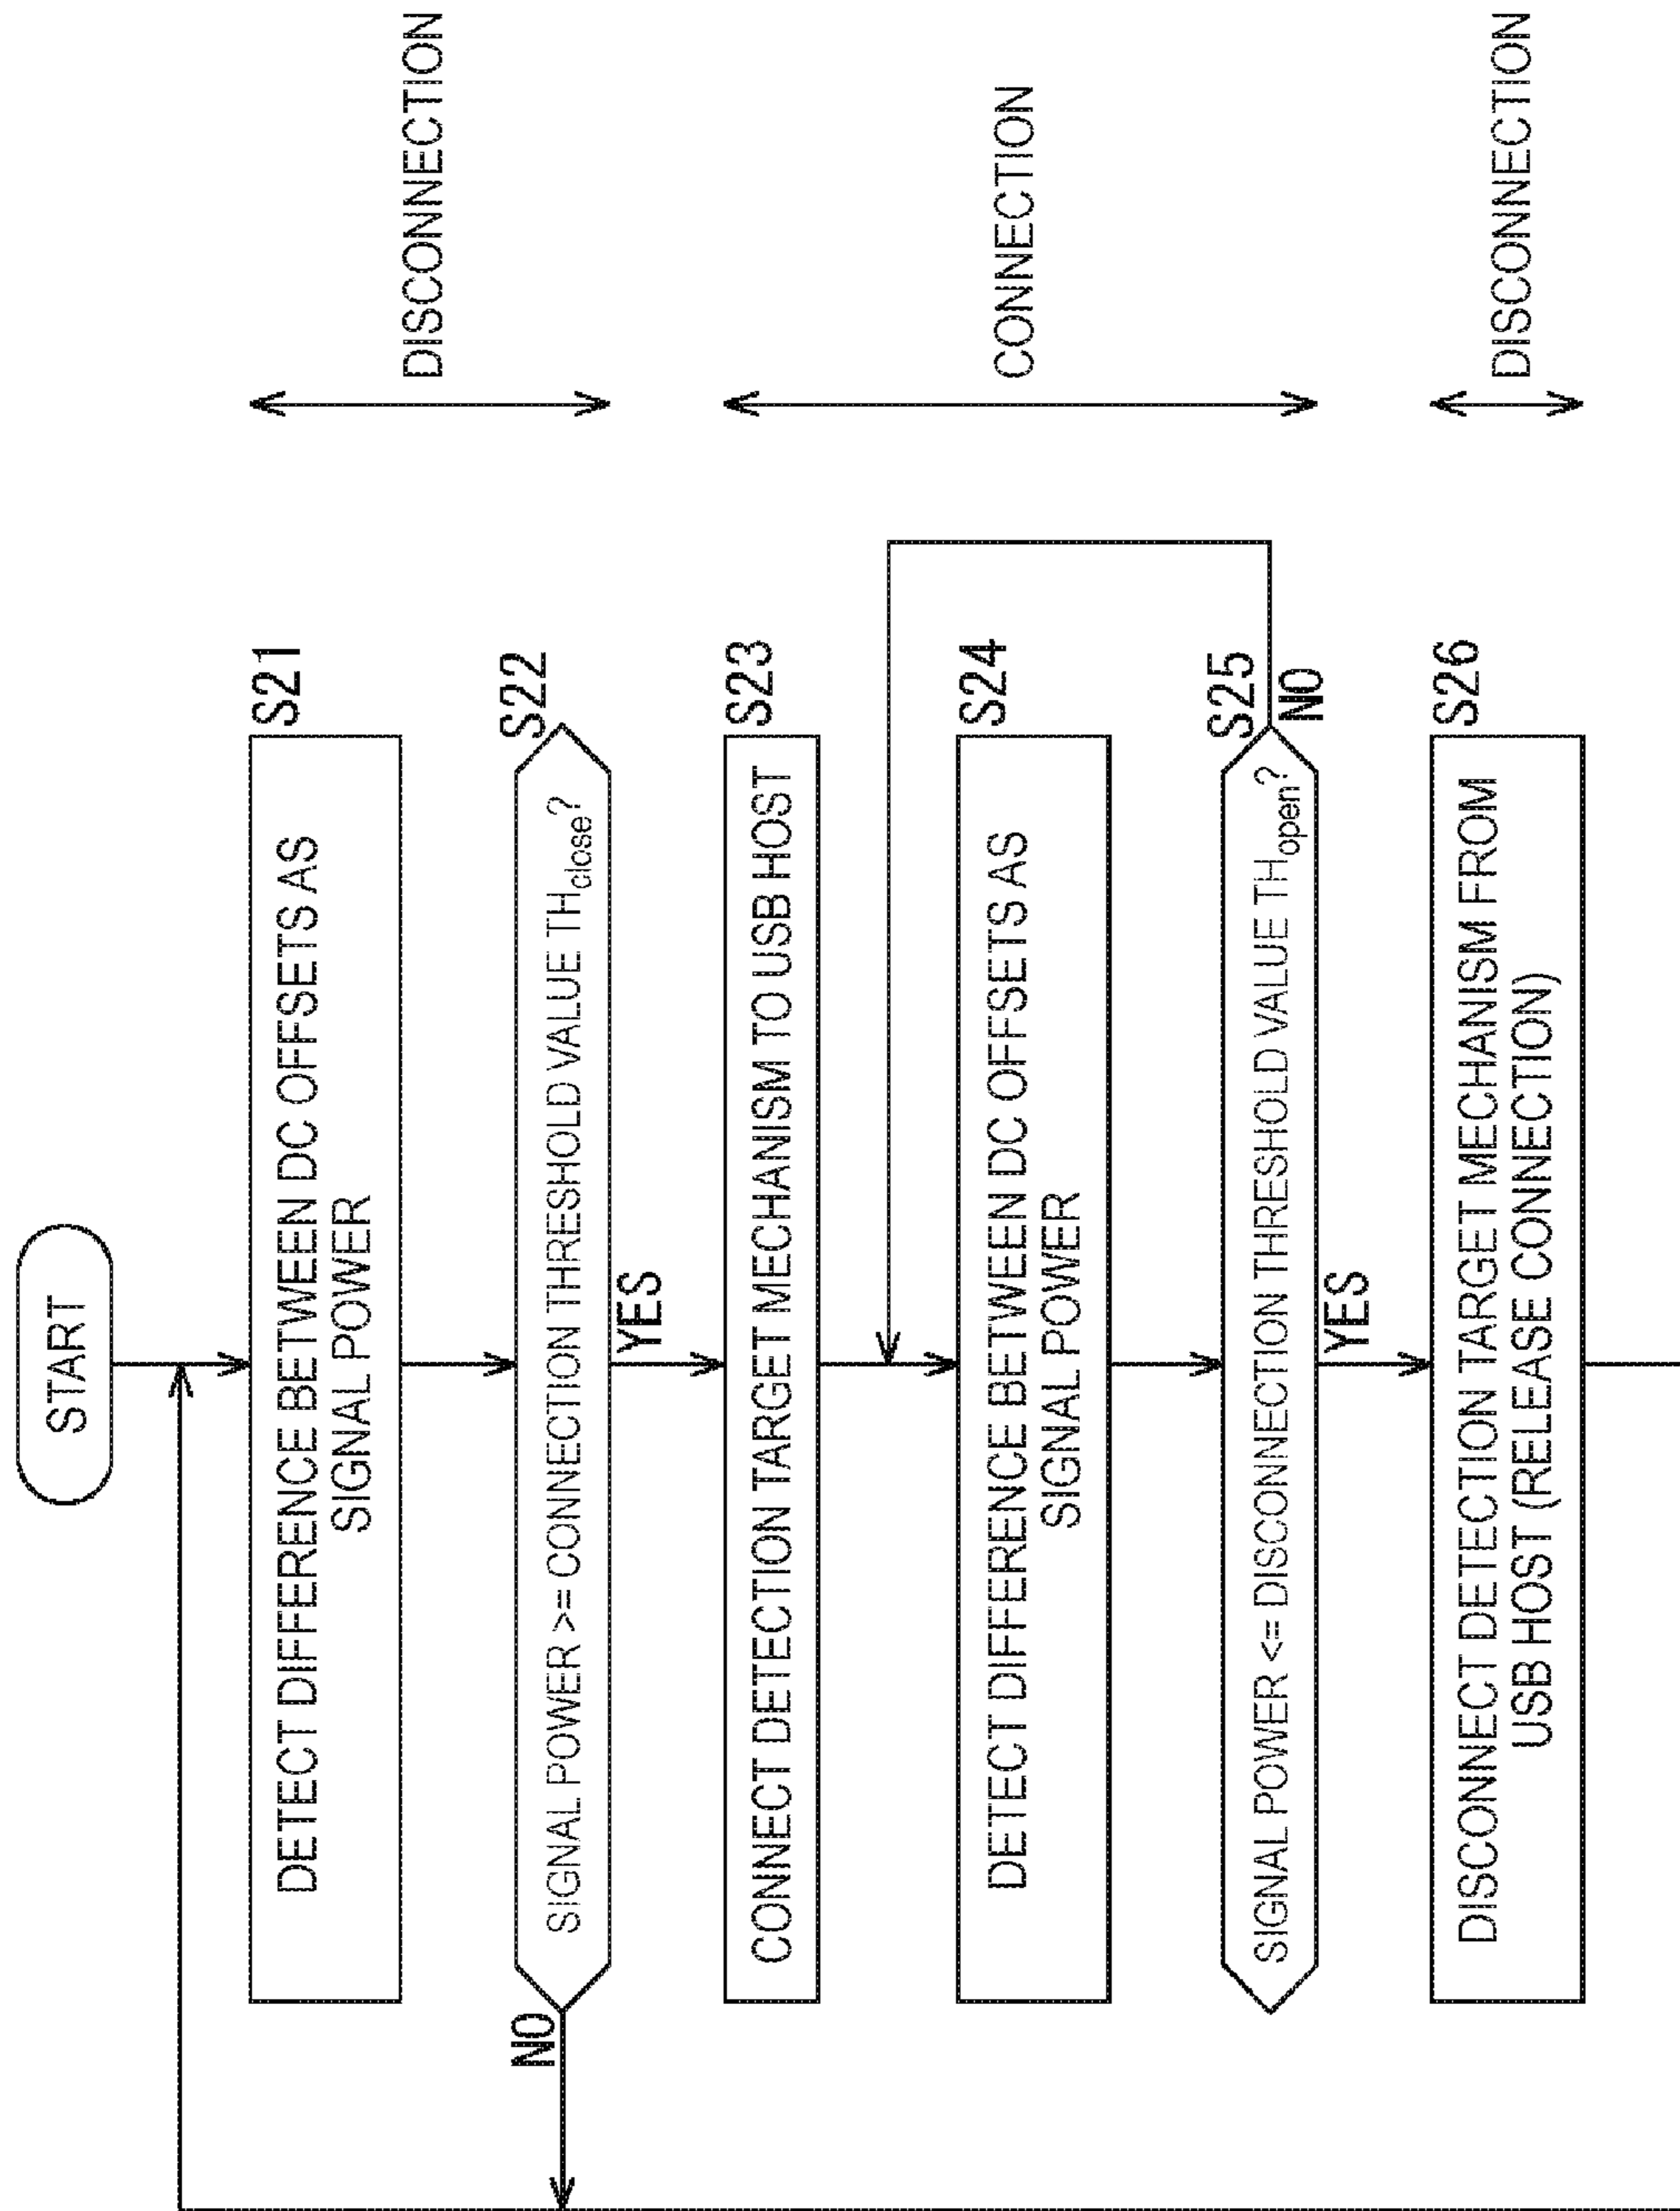 START
DETECT DIFFERENCE BETWEEN DC OFFSETS AS
SIGNAL POWER
S21
DISCONNECTION
SIGNAL POWER >= CONNECTION THRESHOLD VALUE THclose?
S22
NO
YES
CONNECT DETECTION TARGET MECHANISM TO USB HOST
S23
CONNECTION
DETECT DIFFERENCE BETWEEN DC OFFSETS AS
SIGNAL POWER
S24
SIGNAL POWER <= DISCONNECTION THRESHOLD VALUE THopen?
S25
NO
YES
DISCONNECT DETECTION TARGET MECHANISM FROM
USB HOST (RELEASE CONNECTION)
S26
DISCONNECTION